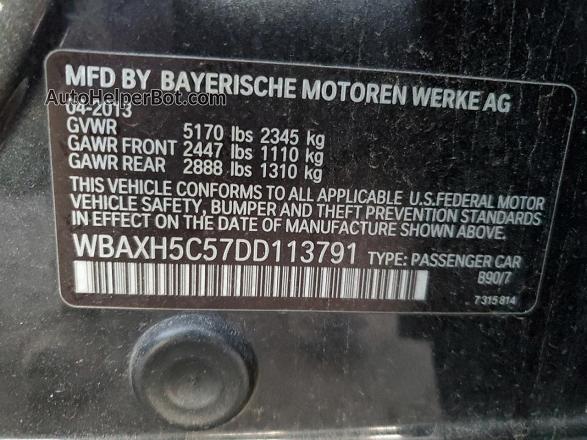 MFD BY BAYERISCHE MOTOREN WERKE AG
AutoHelperBot.com
04-2013
GVWR 5170 lbs 2345 kg
GAWR FRONT 2447 lbs 1110 kg
GAWR REAR 2888 lbs 1310 kg
THIS VEHICLE CONFORMS TO ALL APPLICABLE U.S.FEDERAL MOTOR
VEHICLE SAFETY, BUMPER AND THEFT PREVENTION STANDARDS
IN EFFECT ON THE DATE OF MANUFACTURE SHOWN ABOVE.
WBAXH5C57DD113791 TYPE: PASSENGER CAR
B90/7
7315814